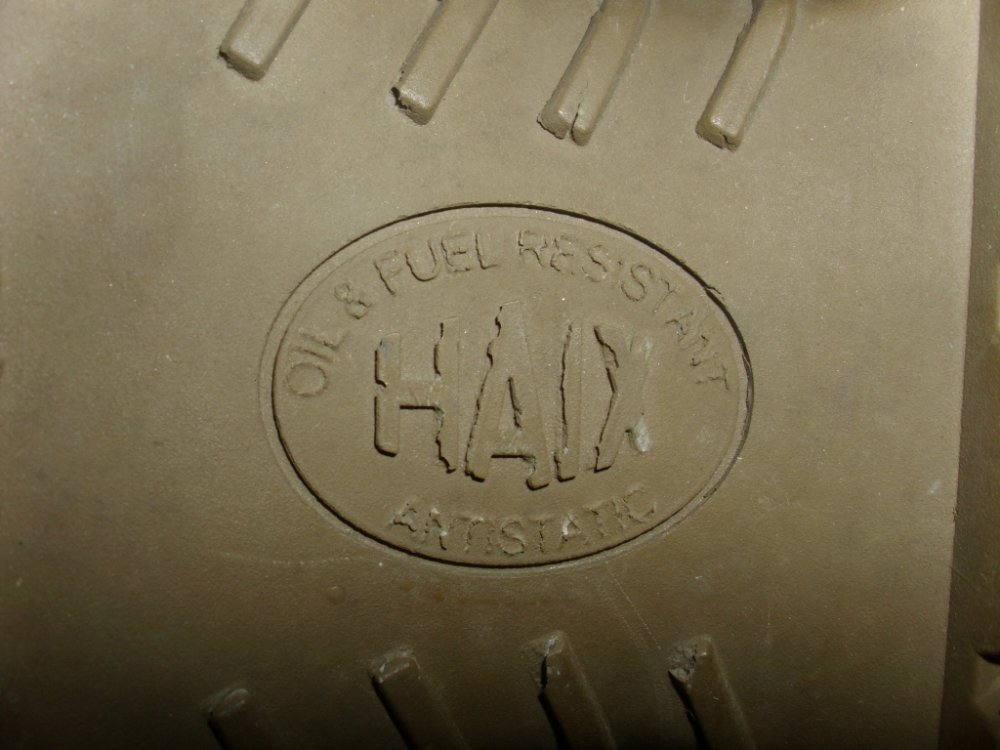 OIL & FUEL RESISTANT
HAIX
ANTISTATIC